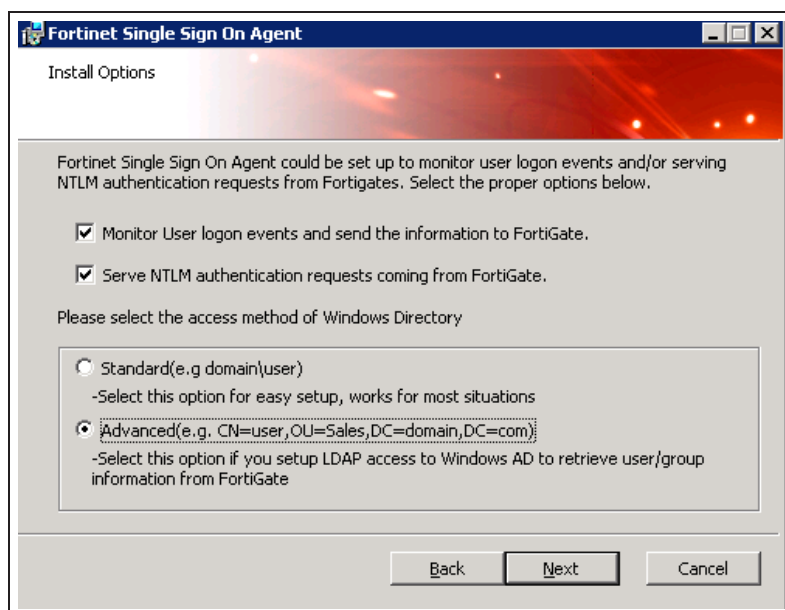 Fortinet Single Sign On Agent
Install Options
Fortinet Single Sign On Agent could be set up to monitor user logon events and/or serving
NTLM authentication requests from Fortigates. Select the proper options below.
Monitor User logon events and send the information to FortiGate.
Serve NTLM authentication requests coming from FortiGate.
Please select the access method of Windows Directory
Standard(e.g domain\user)
-Select this option for easy setup, works for most situations
Advanced(e.g. CN=user,OU=Sales,DC=domain,DC=com)
-Select this option if you setup LDAP access to Windows AD to retrieve user/group
information from FortiGate
Back Next Cancel